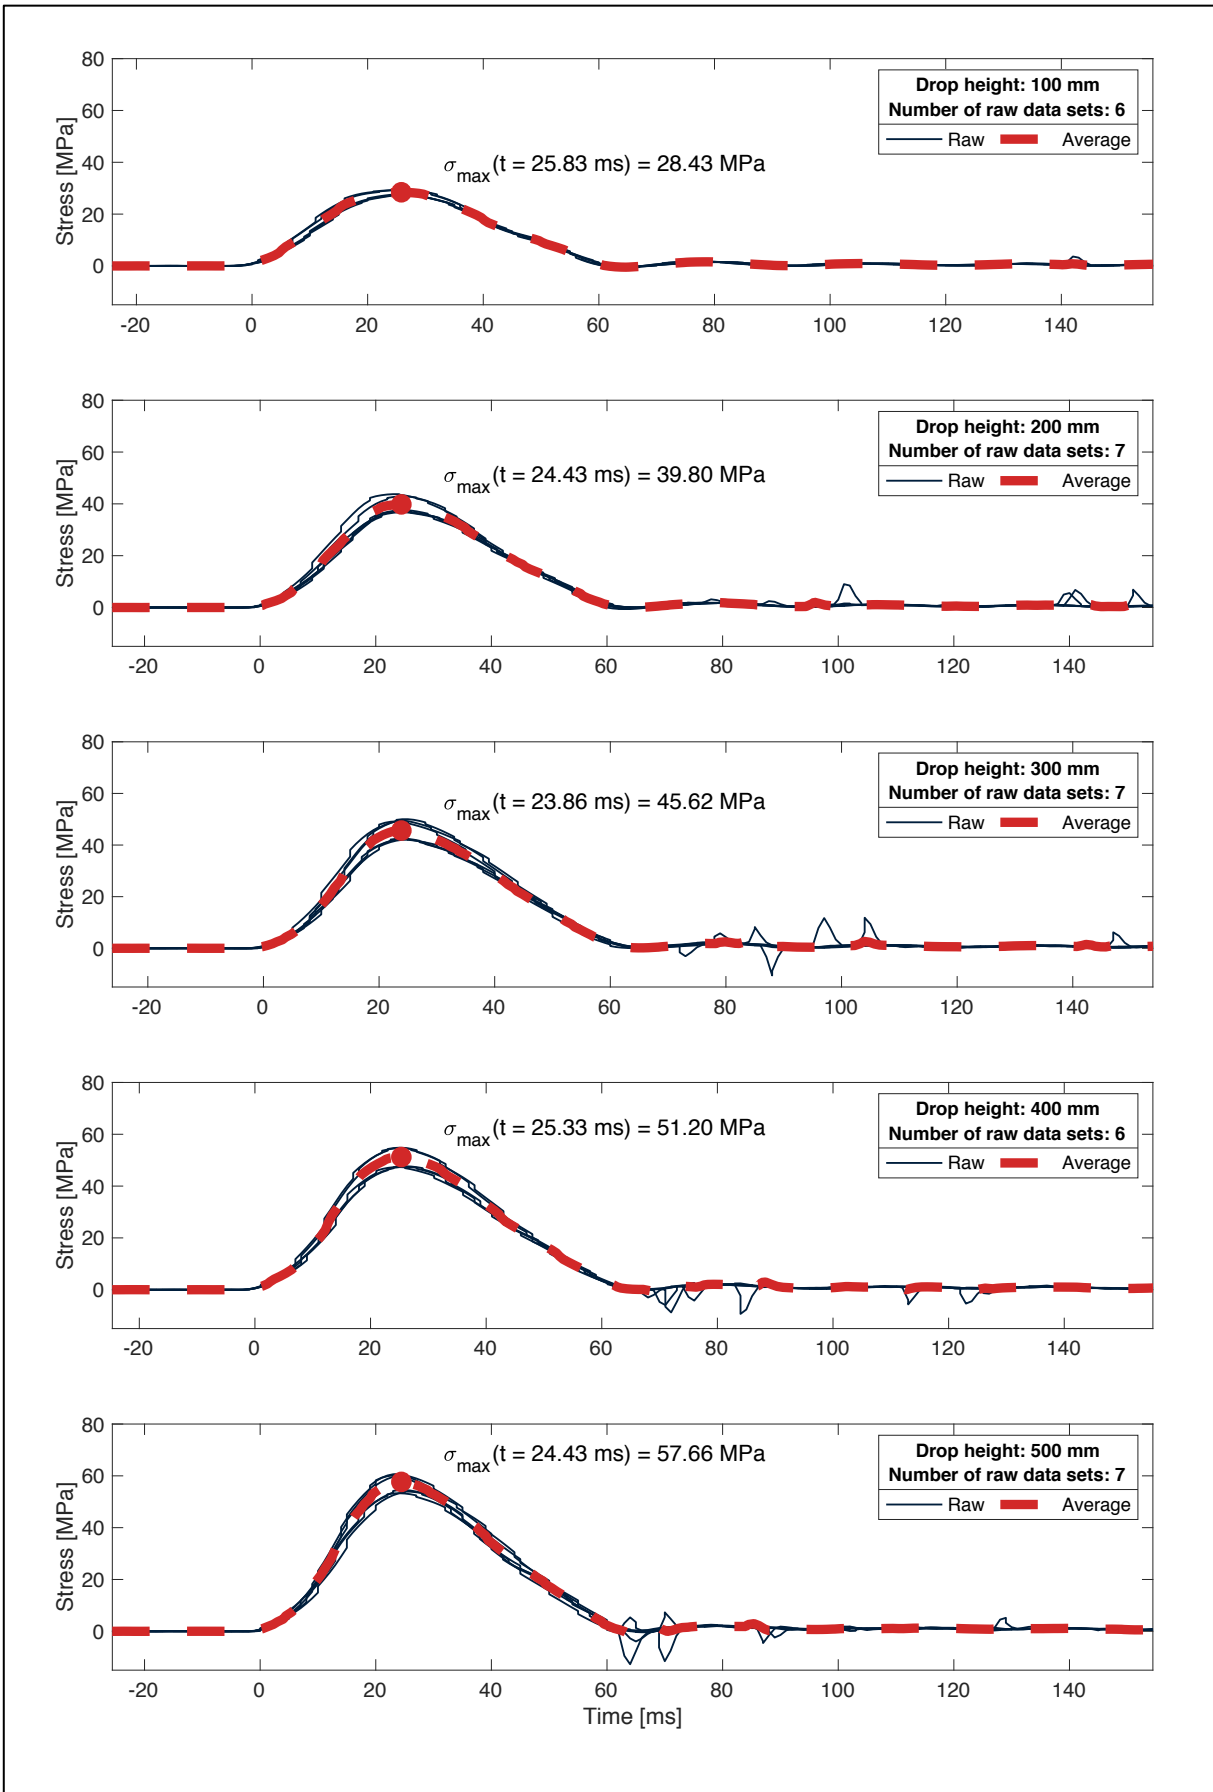 80
60
40
20
0
Stress [MPa]
Drop height: 100 mm
Number of raw data sets: 6
Raw Average
σmax(t = 25.83 ms) = 28.43 MPa
-20 0 20 40 60 80 100 120 140
80
60
40
20
0
Stress [MPa]
Drop height: 200 mm
Number of raw data sets: 7
Raw Average
σmax(t = 24.43 ms) = 39.80 MPa
-20 0 20 40 60 80 100 120 140
80
60
40
20
0
Stress [MPa]
Drop height: 300 mm
Number of raw data sets: 7
Raw Average
σmax(t = 23.86 ms) = 45.62 MPa
-20 0 20 40 60 80 100 120 140
80
60
40
20
0
Stress [MPa]
Drop height: 400 mm
Number of raw data sets: 6
Raw Average
σmax(t = 25.33 ms) = 51.20 MPa
-20 0 20 40 60 80 100 120 140
80
60
40
20
0
Stress [MPa]
Drop height: 500 mm
Number of raw data sets: 7
Raw Average
σmax(t = 24.43 ms) = 57.66 MPa
-20 0 20 40 60 80 100 120 140
Time [ms]